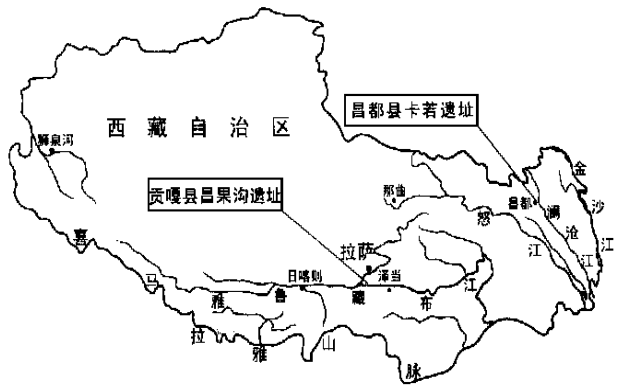 昌都县卡若遗址
西藏自治区
狮泉河
贡嘎县昌果沟遗址
那曲
昌都
金沙江
澜沧江
怒江
拉萨
日喀则
泽当
雅鲁藏布江
喜马拉雅山脉